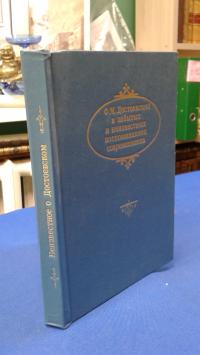 Ф. М. Достоевский
в забытых
и неизвестных
воспоминаниях
современников
Неизвестное о Достоевском